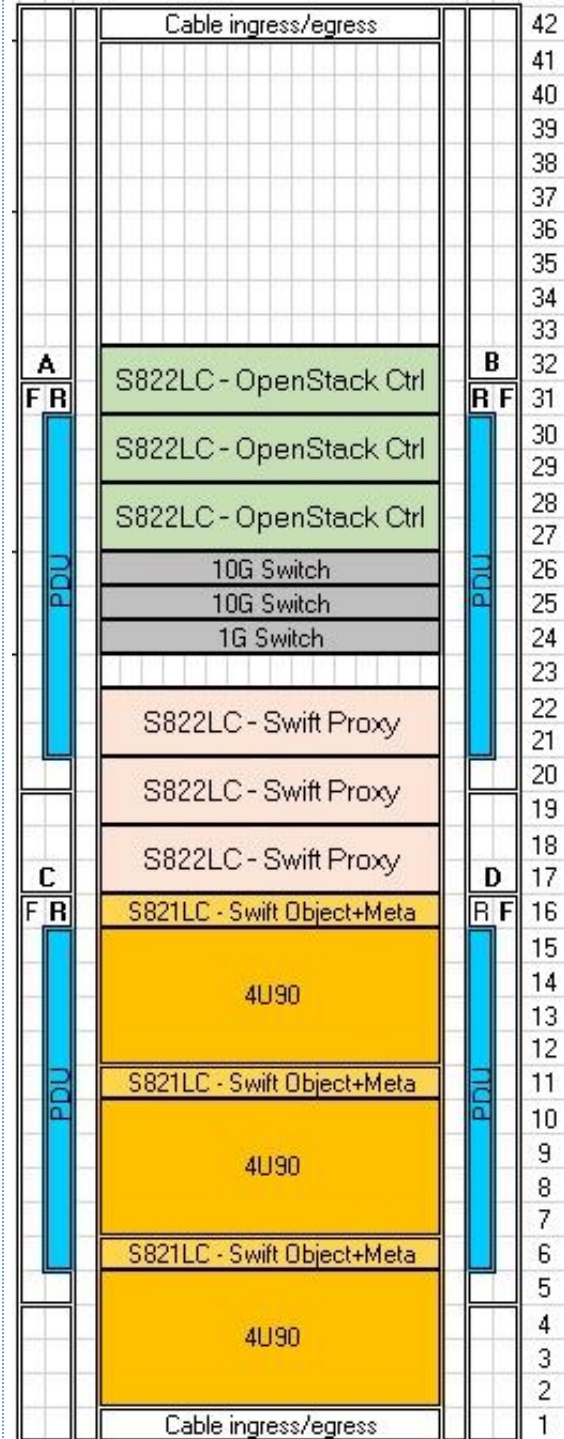 Cable ingress/egress 42
41
40
39
38
37
36
35
34
33
A B 32
S822LC - OpenStack Ctrl
F R R F 31
30
S822LC - OpenStack Ctrl
29
28
S822LC - OpenStack Ctrl
27
10G Switch 26
PDU 10G Switch PDU 25
1G Switch 24
23
22
S822LC - Swift Proxy
21
20
S822LC - Swift Proxy
19
18
S822LC - Swift Proxy
C D 17
F R S821LC - Swift Object+Meta R F 16
15
14
4U90
13
12
PDU S821LC - Swift Object+Meta PDU 11
10
9
4U90
8
7
S821LC - Swift Object+Meta 6
5
4
4U90
3
2
Cable ingress/egress 1